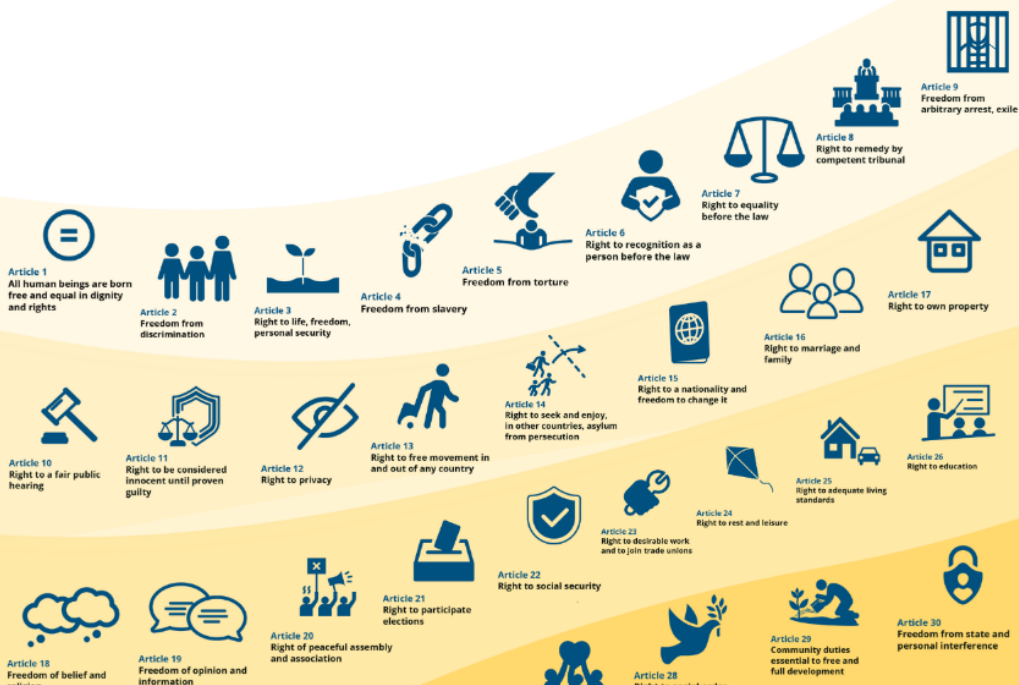 Article 1
All human beings are born
free and equal in dignity
and rights
Article 2
Freedom from
discrimination
Article 3
Right to life, freedom,
personal security
Article 4
Freedom from slavery
Article 5
Freedom from torture
Article 6
Right to recognition as a
person before the law
Article 7
Right to equality
before the law
Article 8
Right to remedy by
competent tribunal
Article 9
Freedom from
arbitrary arrest, exile
Article 10
Right to a fair public
hearing
Article 11
Right to be considered
innocent until proven
guilty
Article 12
Right to privacy
Article 13
Right to free movement in
and out of any country
Article 14
Right to seek and enjoy,
in other countries, asylum
from persecution
Article 15
Right to a nationality and
freedom to change it
Article 16
Right to marriage and
family
Article 17
Right to own property
Article 18
Freedom of belief and
Article 19
Freedom of opinion and
information
Article 20
Right of peaceful assembly
and association
Article 21
Right to participate
elections
Article 22
Right to social security
Article 23
Right to desirable work
and to join trade unions
Article 24
Right to rest and leisure
Article 25
Right to adequate living
standards
Article 26
Right to education
Article 28
Article 29
Community duties
essential to free and
full development
Article 30
Freedom from state and
personal interference